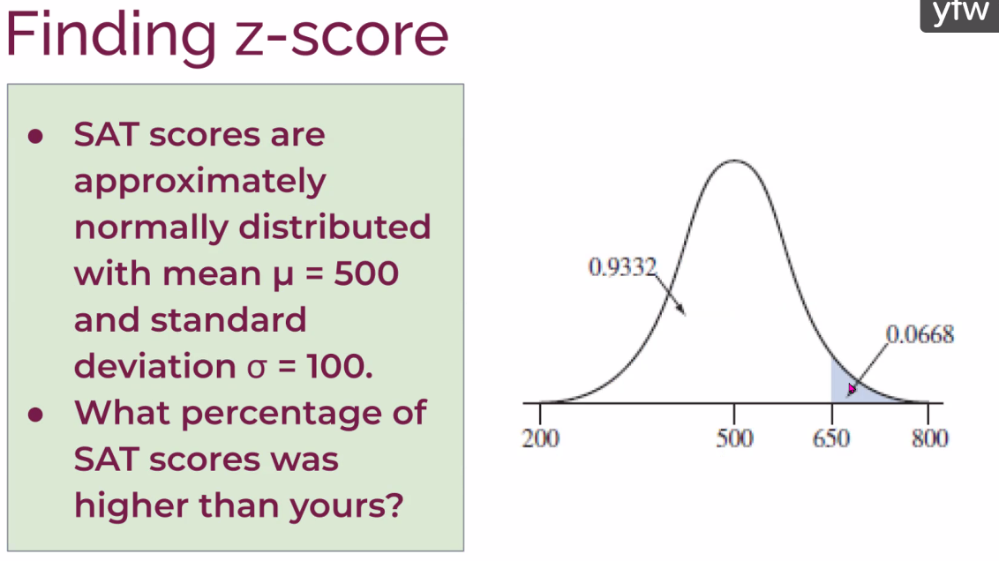 Finding z-score
yfw
● SAT scores are
approximately
normally distributed
with mean μ = 500
and standard
deviation σ = 100.
● What percentage of
SAT scores was
higher than yours?
0.9332
0.0668
200 500 650 800